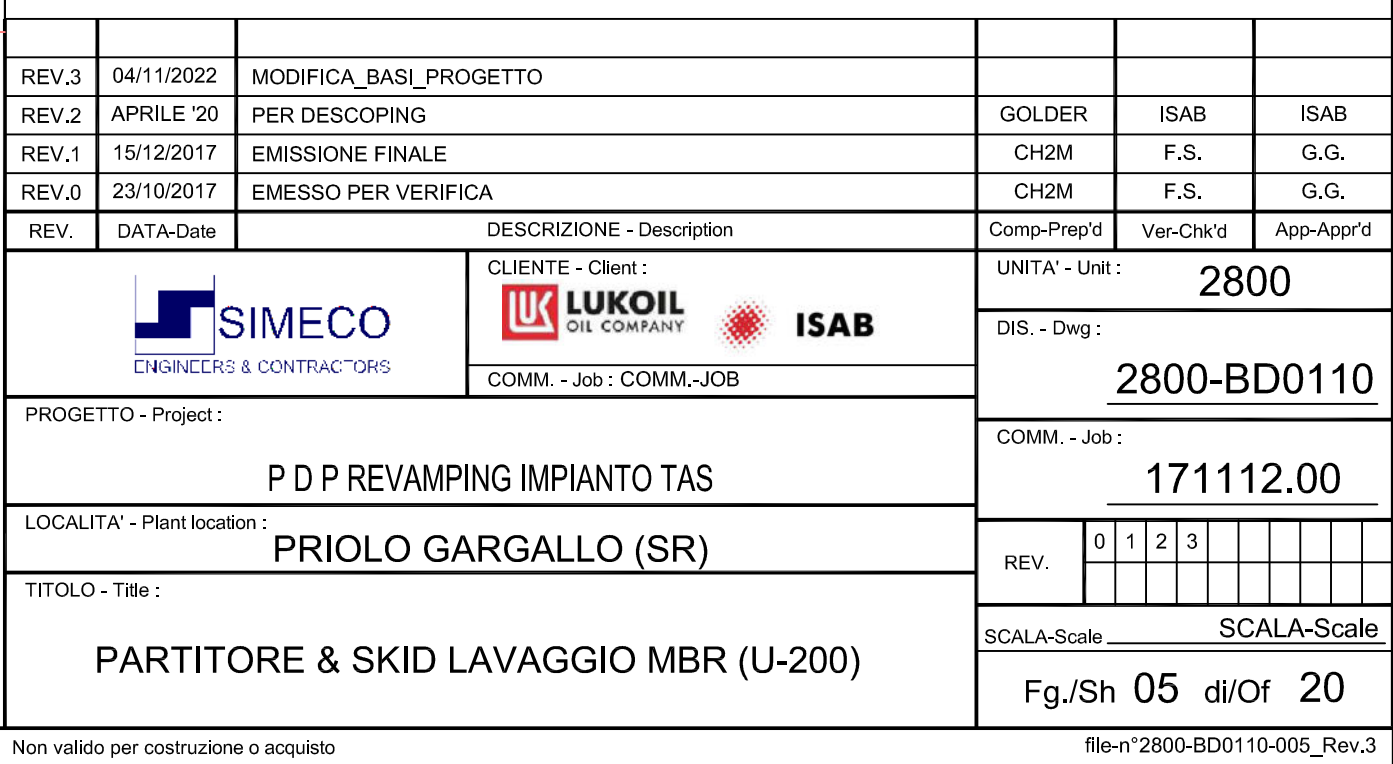 REV.3 04/11/2022 MODIFICA_BASI_PROGETTO
REV.2 APRILE '20 PER DESCOPING GOLDER ISAB ISAB
REV.1 15/12/2017 EMISSIONE FINALE CH2M F.S. G.G.
REV.0 23/10/2017 EMESSO PER VERIFICA CH2M F.S. G.G.
REV. DATA-Date DESCRIZIONE - Description Comp-Prep'd Ver-Chk'd App-Appr'd
SIMECO
ENGINEERS & CONTRACTORS
CLIENTE - Client :
LUK LUKOIL
OIL COMPANY
ISAB
COMM. - Job : COMM.-JOB
UNITA' - Unit : 2800
DIS. - Dwg :
2800-BD0110
PROGETTO - Project :
P D P REVAMPING IMPIANTO TAS
COMM. - Job :
171112.00
LOCALITA' - Plant location :
PRIOLO GARGALLO (SR)
REV. 0 1 2 3
TITOLO - Title :
PARTITORE & SKID LAVAGGIO MBR (U-200)
SCALA-Scale SCALA-Scale
Fg./Sh 05 di/Of 20
Non valido per costruzione o acquisto
file-n°2800-BD0110-005_Rev.3